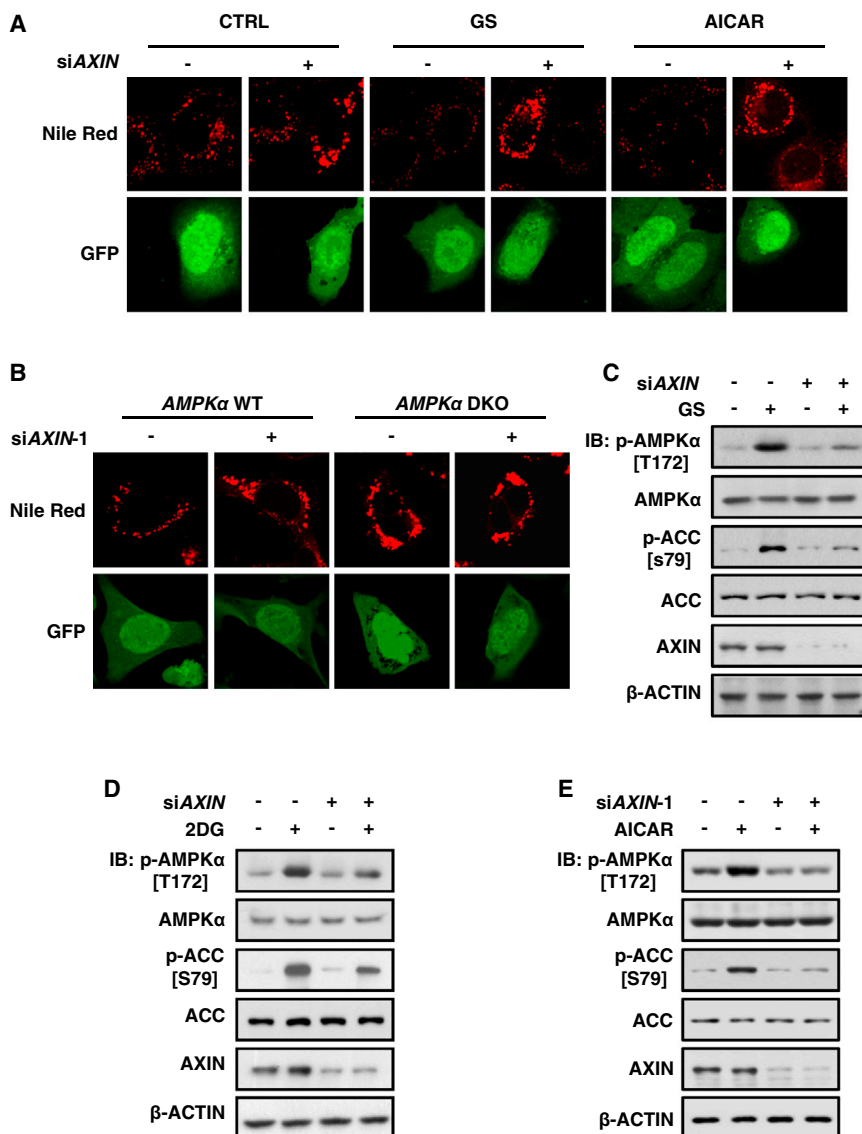 A
CTRL GS AICAR
siAXIN - + - + - +
Nile Red
GFP
B
AMPKα WT AMPKα DKO
siAXIN-1 - + - +
Nile Red
GFP
C
siAXIN - - + +
GS - + - +
IB: p-AMPKα
[T172]
AMPKα
p-ACC
[s79]
ACC
AXIN
β-ACTIN
D
siAXIN - - + +
2DG - + - +
IB: p-AMPKα
[T172]
AMPKα
p-ACC
[S79]
ACC
AXIN
β-ACTIN
E
siAXIN-1 - - + +
AICAR - + - +
IB: p-AMPKα
[T172]
AMPKα
p-ACC
[S79]
ACC
AXIN
β-ACTIN